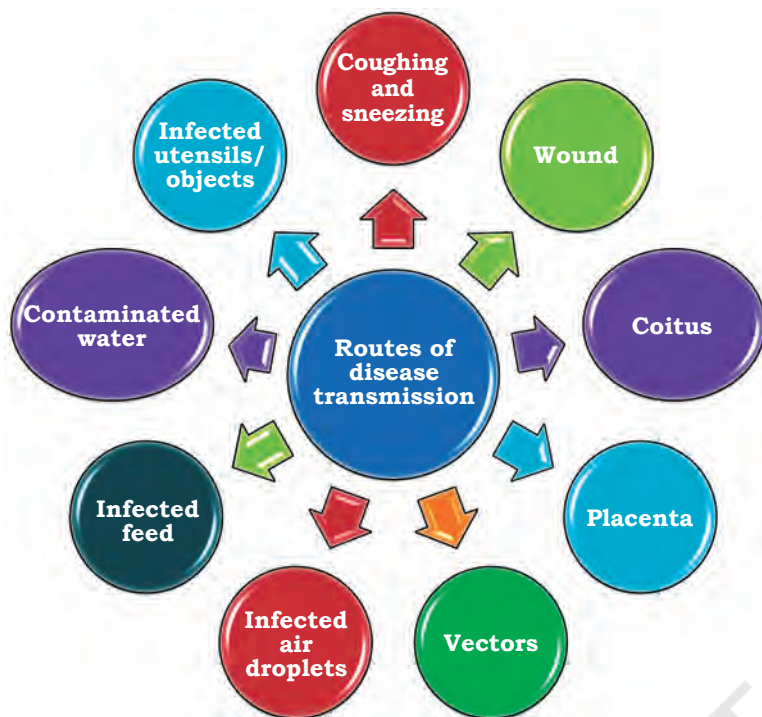 Coughing
and
sneezing
Infected
utensils/
objects
Wound
Contaminated
water
Coitus
Routes of
disease
transmission
Infected
feed
Placenta
Infected
air
droplets
Vectors